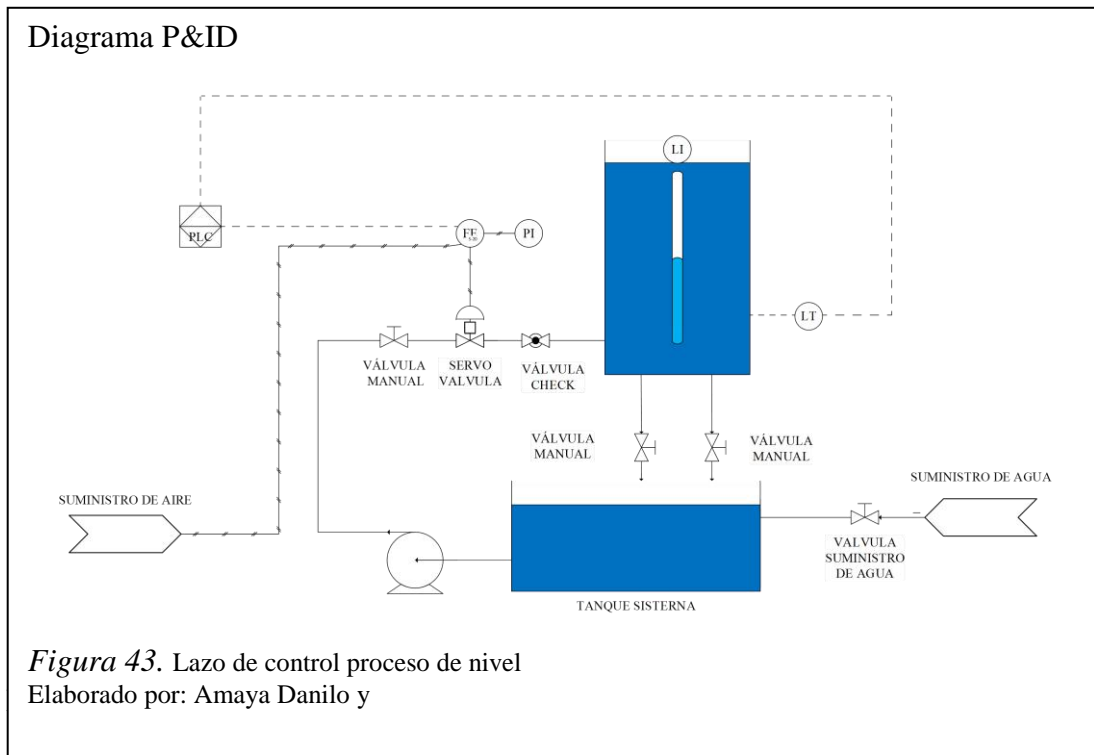 Diagrama P&ID
LI
PLC
PI
LT
VÁLVULA
MANUAL
SERVO
VALVULA
VÁLVULA
CHECK
VÁLVULA
MANUAL
VÁLVULA
MANUAL
SUMINISTRO DE AIRE
SUMINISTRO DE AGUA
VALVULA
SUMINISTRO
DE AGUA
TANQUE SISTERNA
Figura 43. Lazo de control proceso de nivel
Elaborado por: Amaya Danilo y